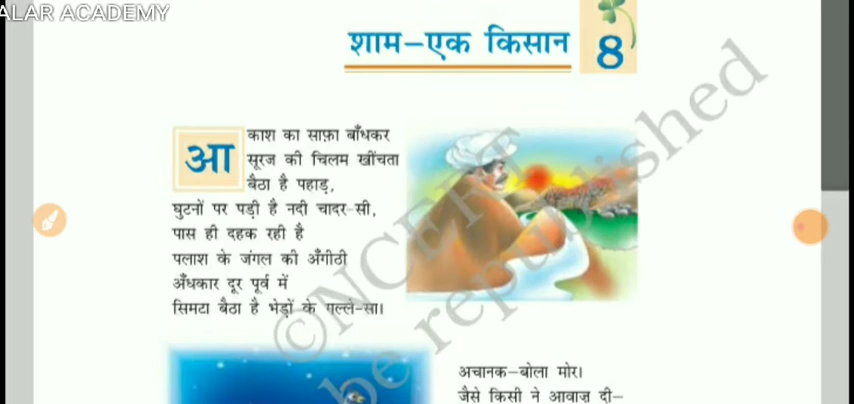 ALAR ACADEMY
शाम–एक किसान
8
आकाश का साफ़ा बाँधकर
सूरज की चिलम खींचता
बैठा है पहाड़,
घुटनों पर पड़ी है नदी चादर-सी,
पास ही दहक रही है
पलाश के जंगल की अँगीठी
अँधकार दूर पूर्व में
सिमटा बैठा है भेड़ों के गल्ले-सा।
अचानक–बोला मोर।
जैसे किसी ने आवाज़ दी–
©NCERT
be republished